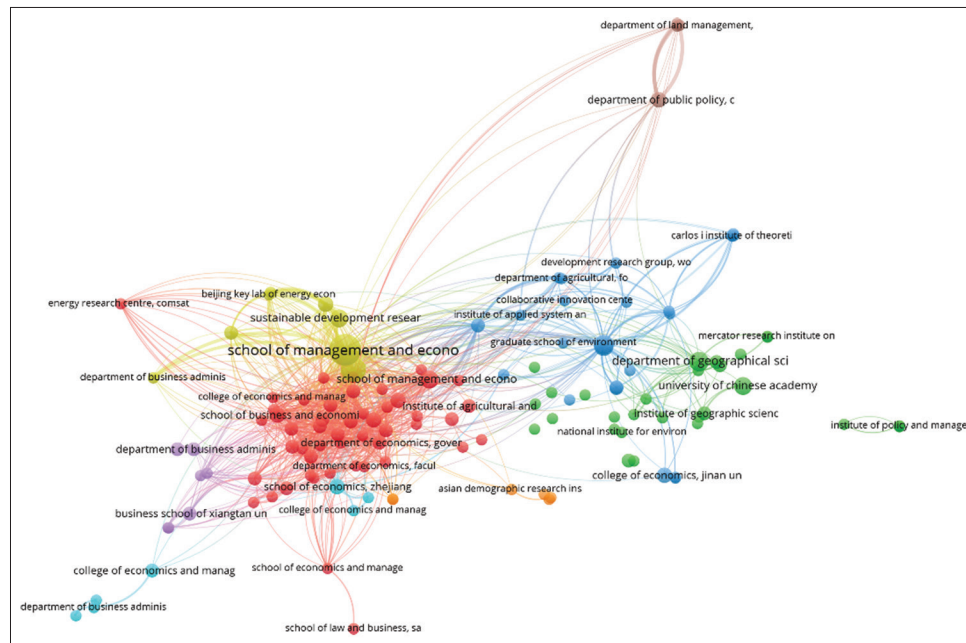 department of land management,
department of public policy, c
carlos i institute of theoreti
development research group, wo
department of agricultural, fo
beijing key lab of energy econ
energy research centre, comsat
collaborative innovation cente
institute of applied system an
sustainable development resear
mercator research institute on
graduate school of environment
school of management and econo
department of geographical sci
department of business adminis
school of management and econo
university of chinese academy
college of economics and manag
institute of agricultural and
school of business and economi
institute of geographic scienc
institute of policy and manage
national institute for environ
department of economics, gover
department of business adminis
department of economics, facul
college of economics, jinan un
school of economics, zhejiang
asian demographic research ins
college of economics and manag
business school of xiangtan un
school of economics and manage
college of economics and manag
department of business adminis
school of law and business, sa